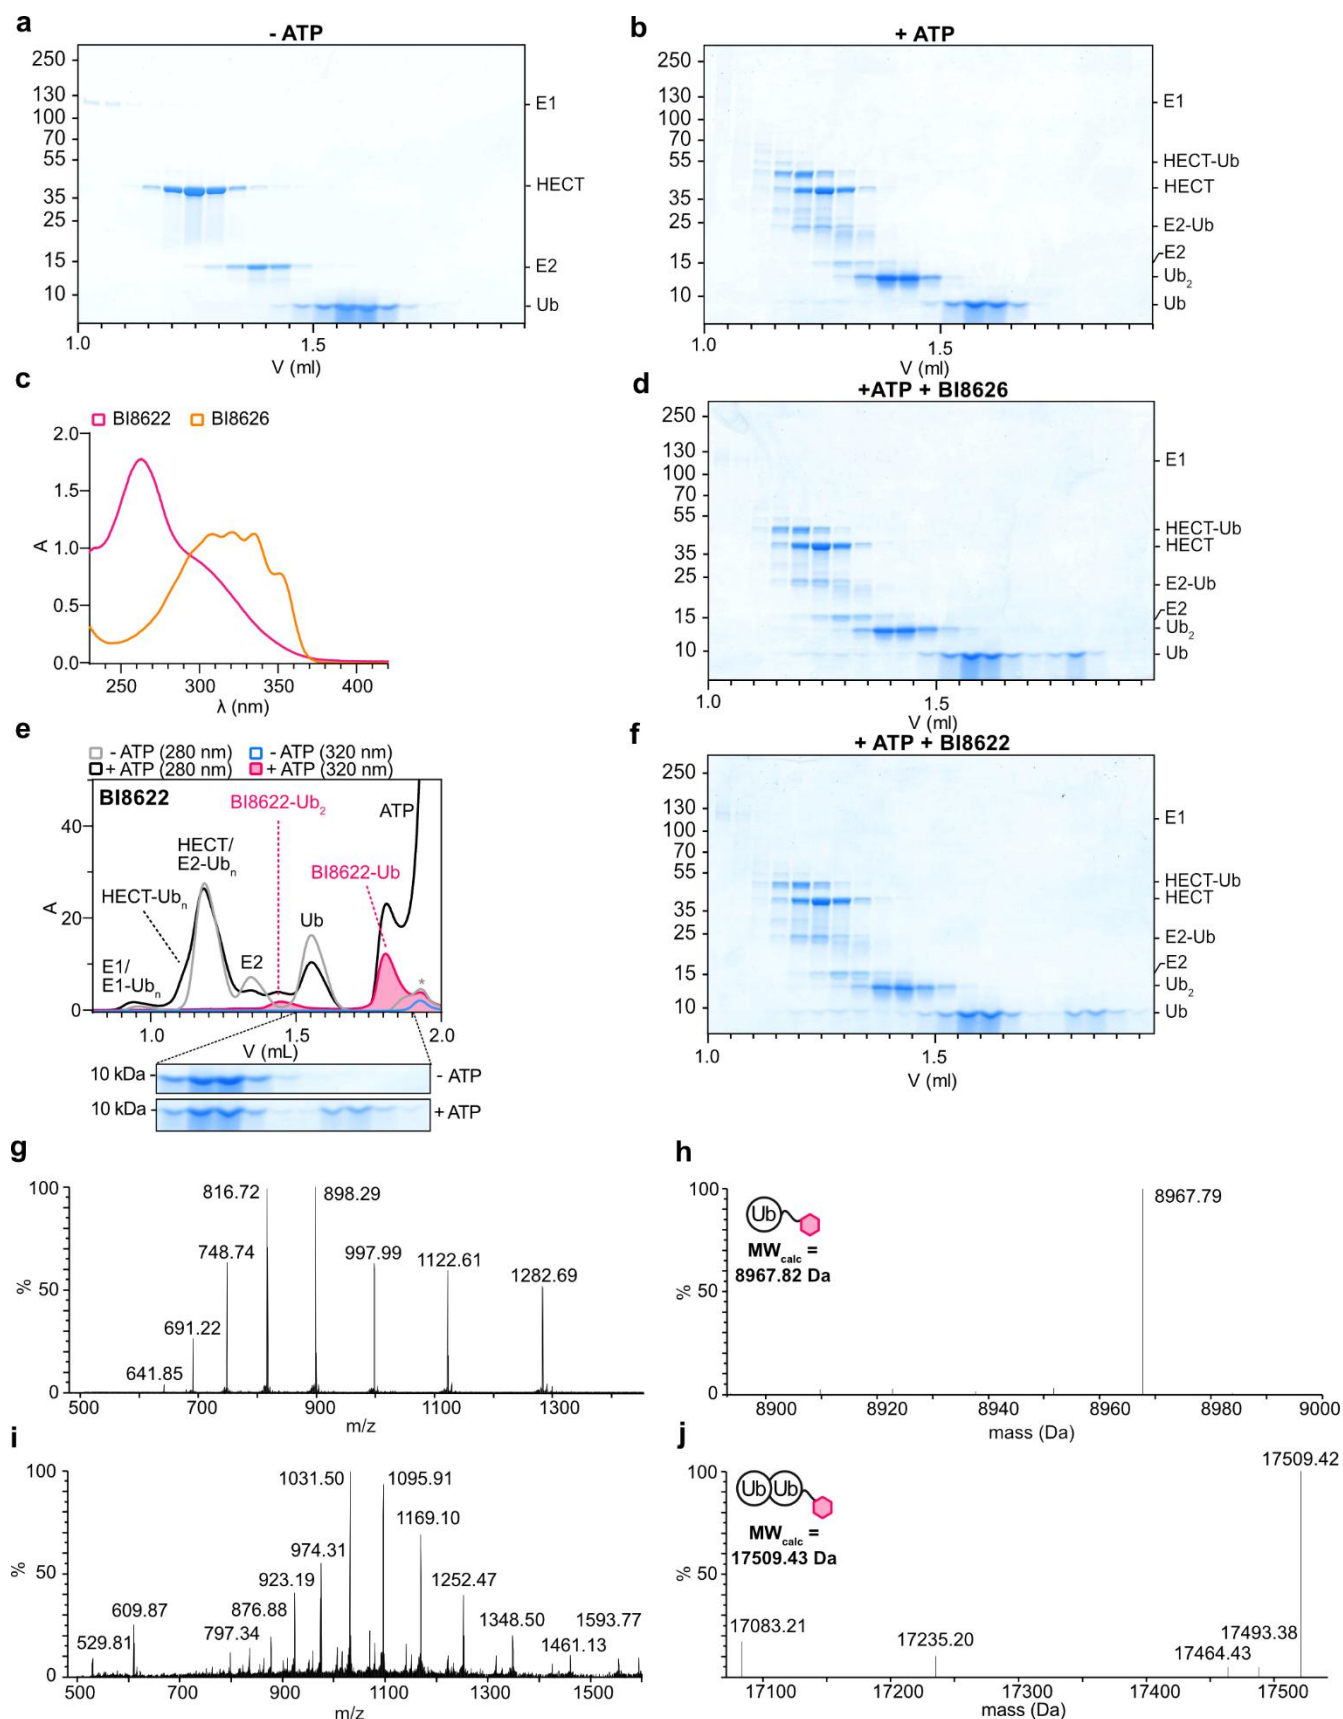 a
- ATP
250
130
100
70
55
35
25
15
10
E1
HECT
E2
Ub
1.0
1.5
V (ml)
b
+ ATP
250
130
100
70
55
35
25
15
10
E1
HECT-Ub
HECT
E2-Ub
E2
Ub2
Ub
1.0
1.5
V (ml)
c
BI8622 BI8626
2.0
1.5
1.0
0.5
0.0
A
250 300 350 400
λ (nm)
d
+ATP + BI8626
250
130
100
70
55
35
25
15
10
E1
HECT-Ub
HECT
E2-Ub
E2
Ub2
Ub
1.0
1.5
V (ml)
e
- ATP (280 nm) - ATP (320 nm)
+ ATP (280 nm) + ATP (320 nm)
BI8622
BI8622-Ub2
ATP
HECT/
E2-Ubn
BI8622-Ub
HECT-Ubn
Ub
E2
E1/
E1-Ubn
*
40
20
0
A
1.0 1.5 2.0
V (mL)
10 kDa - ATP
10 kDa + ATP
f
+ ATP + BI8622
250
130
100
70
55
35
25
15
10
E1
HECT-Ub
HECT
E2-Ub
E2
Ub2
Ub
1.0
1.5
V (ml)
g
100
50
0
%
816.72
898.29
748.74
997.99
1122.61
1282.69
691.22
641.85
500 700 900 1100 1300
m/z
h
100
50
0
%
Ub
MWcalc =
8967.82 Da
8967.79
8900 8920 8940 8960 8980 9000
mass (Da)
i
100
50
0
%
1031.50
1095.91
1169.10
974.31
923.19
1252.47
876.88
609.87
1348.50
1593.77
797.34
1461.13
529.81
500 700 900 1100 1300 1500
m/z
j
17509.42
100
50
0
%
Ub Ub
MWcalc =
17509.43 Da
17083.21
17235.20
17493.38
17464.43
17100 17200 17300 17400 17500
mass (Da)